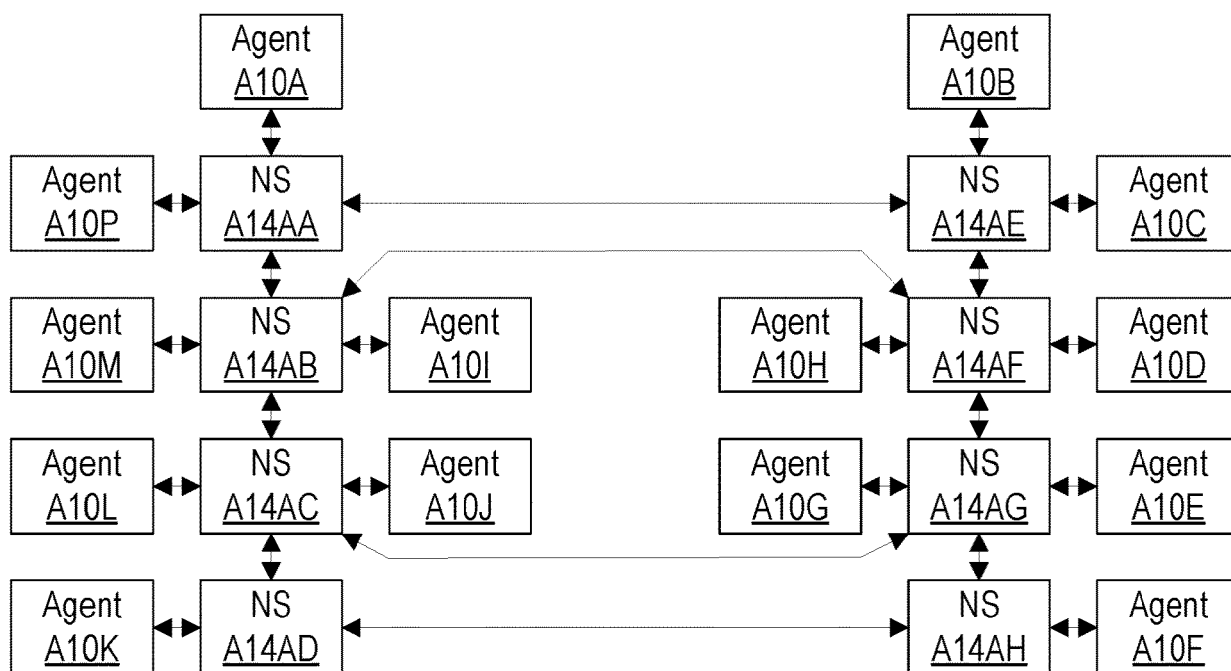 Agent
A10A
Agent
A10B
Agent
A10P
NS
A14AA
NS
A14AE
Agent
A10C
Agent
A10M
NS
A14AB
Agent
A10I
Agent
A10H
NS
A14AF
Agent
A10D
Agent
A10L
NS
A14AC
Agent
A10J
Agent
A10G
NS
A14AG
Agent
A10E
Agent
A10K
NS
A14AD
NS
A14AH
Agent
A10F